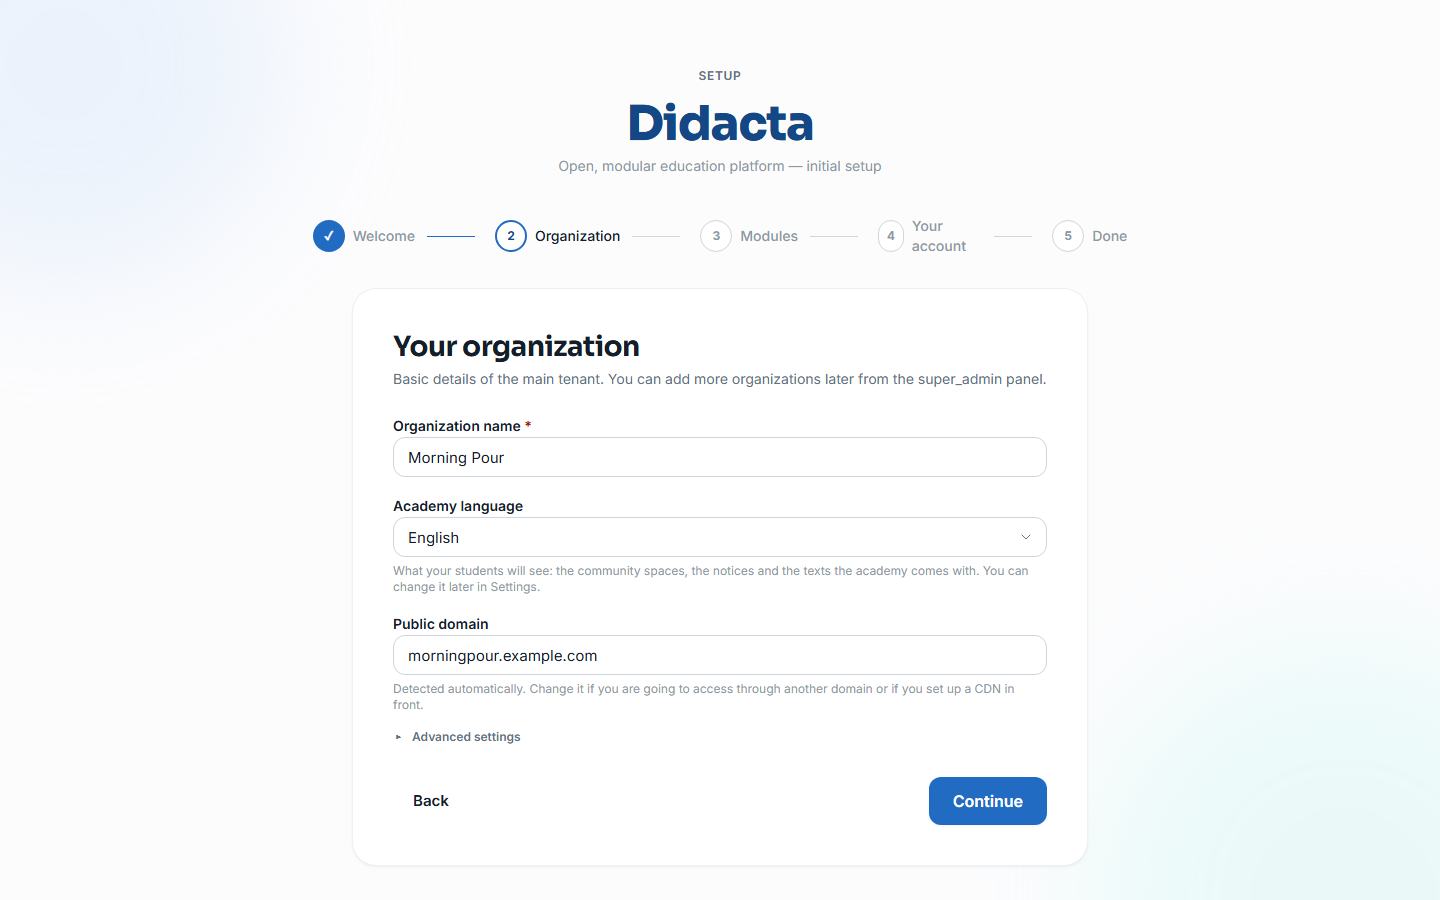 SETUP
Didacta
Open, modular education platform — initial setup
✓ Welcome
2 Organization
3 Modules
4 Your account
5 Done
Your organization
Basic details of the main tenant. You can add more organizations later from the super_admin panel.
Organization name *
Morning Pour
Academy language
English
What your students will see: the community spaces, the notices and the texts the academy comes with. You can
change it later in Settings.
Public domain
morningpour.example.com
Detected automatically. Change it if you are going to access through another domain or if you set up a CDN in
front.
Advanced settings
Back
Continue